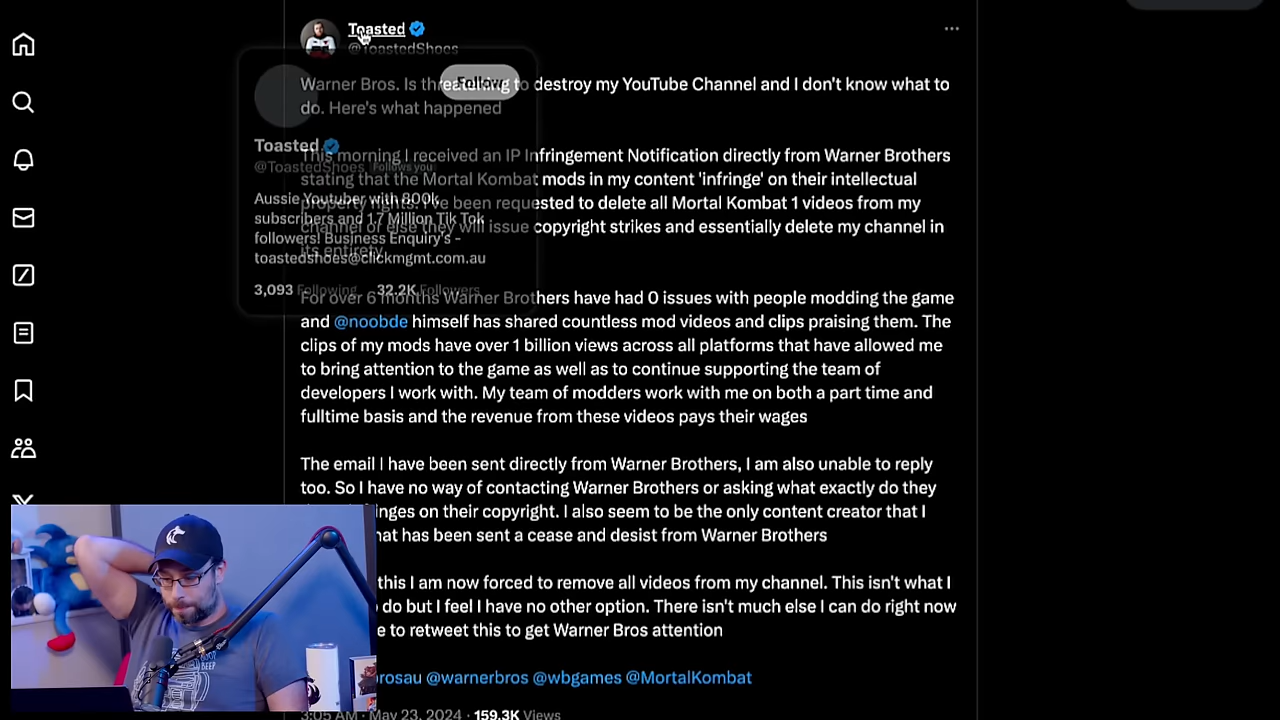 Toasted
@ToastedShoes
Warner Bros. Is threatening to destroy my YouTube Channel and I don't know what to
do. Here's what happened
Follow
Toasted
@ToastedShoes Follows you
Aussie Youtuber with 800k
subscribers and 1.7 Million Tik Tok
followers! Business Enquiry's -
toastedshoes@clickmgmt.com.au
3,093 Following 32.2K Followers
This morning I received an IP Infringement Notification directly from Warner Brothers
stating that the Mortal Kombat mods in my content 'infringe' on their intellectual
property rights. I've been requested to delete all Mortal Kombat 1 videos from my
channel or else they will issue copyright strikes and essentially delete my channel in
its entirety
For over 6 months Warner Brothers have had 0 issues with people modding the game
and @noobde himself has shared countless mod videos and clips praising them. The
clips of my mods have over 1 billion views across all platforms that have allowed me
to bring attention to the game as well as to continue supporting the team of
developers I work with. My team of modders work with me on both a part time and
fulltime basis and the revenue from these videos pays their wages
The email I have been sent directly from Warner Brothers, I am also unable to reply
too. So I have no way of contacting Warner Brothers or asking what exactly do they
inges on their copyright. I also seem to be the only content creator that I
hat has been sent a cease and desist from Warner Brothers
this I am now forced to remove all videos from my channel. This isn't what I
do but I feel I have no other option. There isn't much else I can do right now
e to retweet this to get Warner Bros attention
rosau @warnerbros @wbgames @MortalKombat
3:05 AM · May 23, 2024 · 159.3K Views